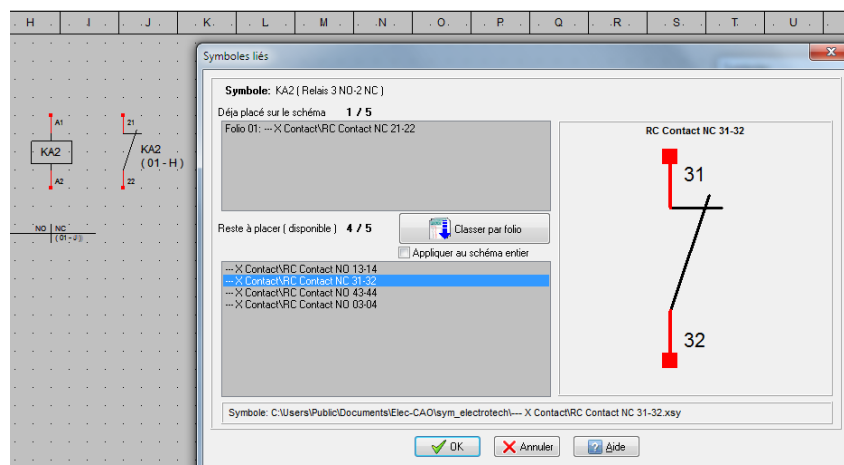 H I J K L M N O P Q R S T U
Symboles liés
Symbole: KA2 ( Relais 3 NO-2 NC )
Déja placé sur le schéma 1 / 5
Folio 01: --- X Contact\RC Contact NC 21-22
RC Contact NC 31-32
31
32
Reste à placer ( disponible ) 4 / 5
Classer par folio
Appliquer au schéma entier
--- X Contact\RC Contact NO 13-14
--- X Contact\RC Contact NC 31-32
--- X Contact\RC Contact NO 43-44
--- X Contact\RC Contact NO 03-04
Symbole: C:\Users\Public\Documents\Elec-CAO\sym_electrotech\--- X Contact\RC Contact NC 31-32.xsy
OK
Annuler
Aide
A1
KA2
A2
21
KA2
( 01 - H )
22
NO NC
( 01 - J )